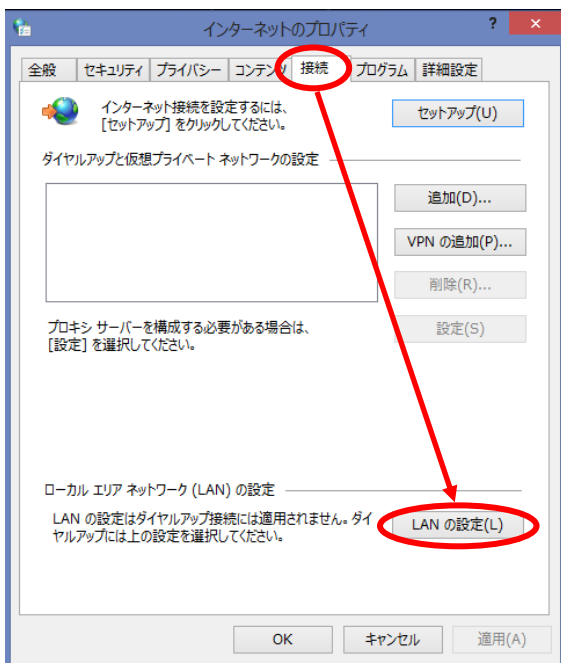 インターネットのプロパティ ? ×
全般 セキュリティ プライバシー コンテンツ 接続 プログラム 詳細設定
インターネット接続を設定するには、
[セットアップ] をクリックしてください。
セットアップ(U)
ダイヤルアップと仮想プライベート ネットワークの設定
追加(D)...
VPN の追加(P)...
削除(R)...
プロキシ サーバーを構成する必要がある場合は、
[設定] を選択してください。
設定(S)
ローカル エリア ネットワーク (LAN) の設定
LAN の設定はダイヤルアップ接続には適用されません。ダイ
ヤルアップには上の設定を選択してください。
LAN の設定(L)
OK キャンセル 適用(A)